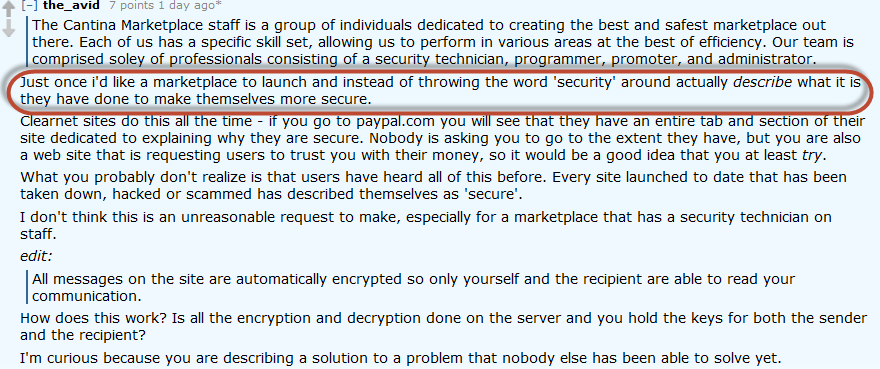 [-] the_avid 7 points 1 day ago*
The Cantina Marketplace staff is a group of individuals dedicated to creating the best and safest marketplace out
there. Each of us has a specific skill set, allowing us to perform in various areas at the best of efficiency. Our team is
comprised soley of professionals consisting of a security technician, programmer, promoter, and administrator.
Just once i'd like a marketplace to launch and instead of throwing the word 'security' around actually describe what it is
they have done to make themselves more secure.
Clearnet sites do this all the time - if you go to paypal.com you will see that they have an entire tab and section of their
site dedicated to explaining why they are secure. Nobody is asking you to go to the extent they have, but you are also
a web site that is requesting users to trust you with their money, so it would be a good idea that you at least try.
What you probably don't realize is that users have heard all of this before. Every site launched to date that has been
taken down, hacked or scammed has described themselves as 'secure'.
I don't think this is an unreasonable request to make, especially for a marketplace that has a security technician on
staff.
edit:
All messages on the site are automatically encrypted so only yourself and the recipient are able to read your
communication.
How does this work? Is all the encryption and decryption done on the server and you hold the keys for both the sender
and the recipient?
I'm curious because you are describing a solution to a problem that nobody else has been able to solve yet.